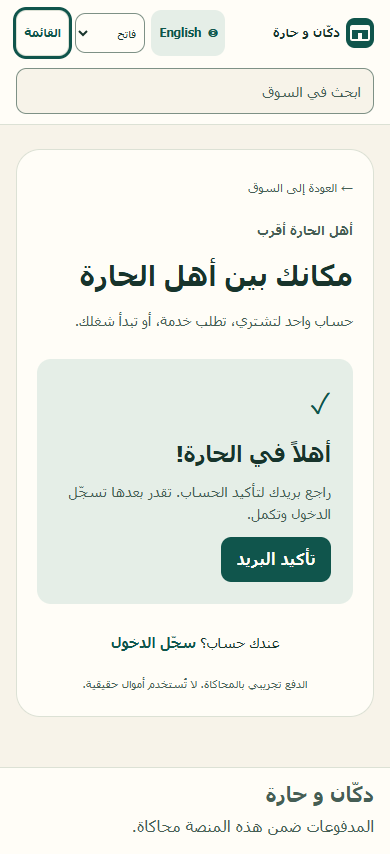 دكّان و حارة
English
فاتح
القائمة
ابحث في السوق
← العودة إلى السوق
أهل الحارة أقرب
مكانك بين أهل الحارة
حساب واحد لتشتري، تطلب خدمة، أو تبدأ شغلك.
✓
أهلاً في الحارة!
راجع بريدك لتأكيد الحساب. تقدر بعدها تسجّل
الدخول وتكمل.
تأكيد البريد
عندك حساب؟ سجّل الدخول
الدفع تجريبي بالمحاكاة. لا تُستخدم أموال حقيقية.
دكّان و حارة
المدفوعات ضمن هذه المنصة محاكاة.